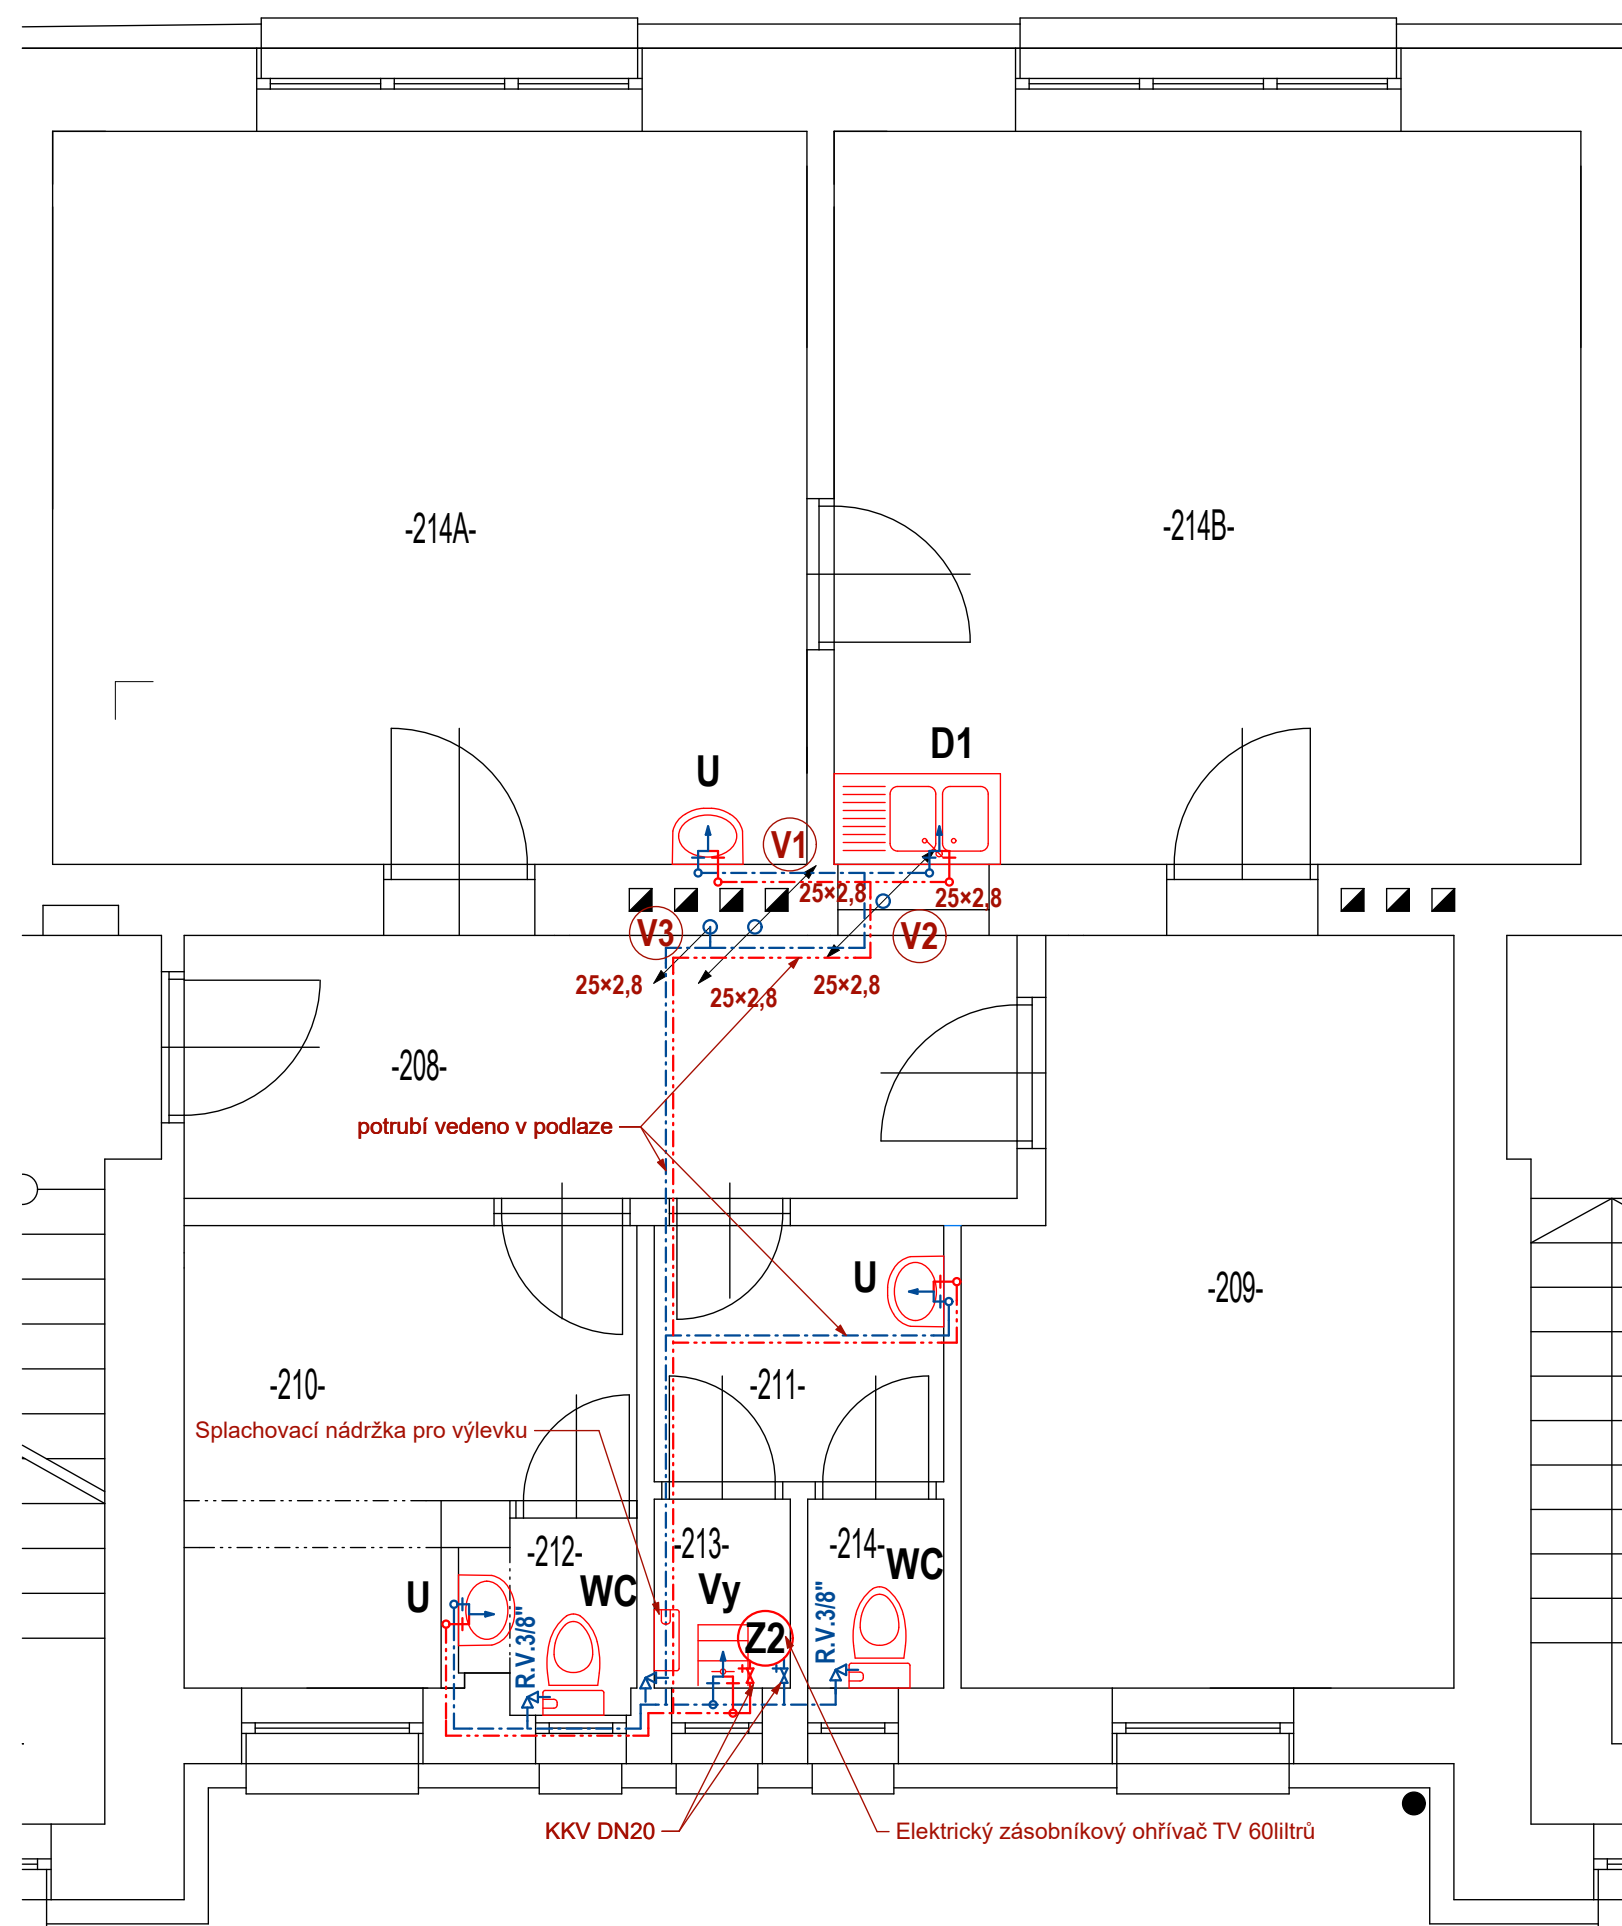 -214A-
-214B-
D1
U
V1
25×2,8
25×2,8
V3
V2
25×2,8
25×2,8
25×2,8
-208-
potrubí vedeno v podlaze
U
-209-
-210-
-211-
Splachovací nádržka pro výlevku
-212-
-213-
-214-
WC
WC
Vy
U
R.V.3/8"
R.V.3/8"
Z2
KKV DN20
Elektrický zásobníkový ohřívač TV 60liltrů